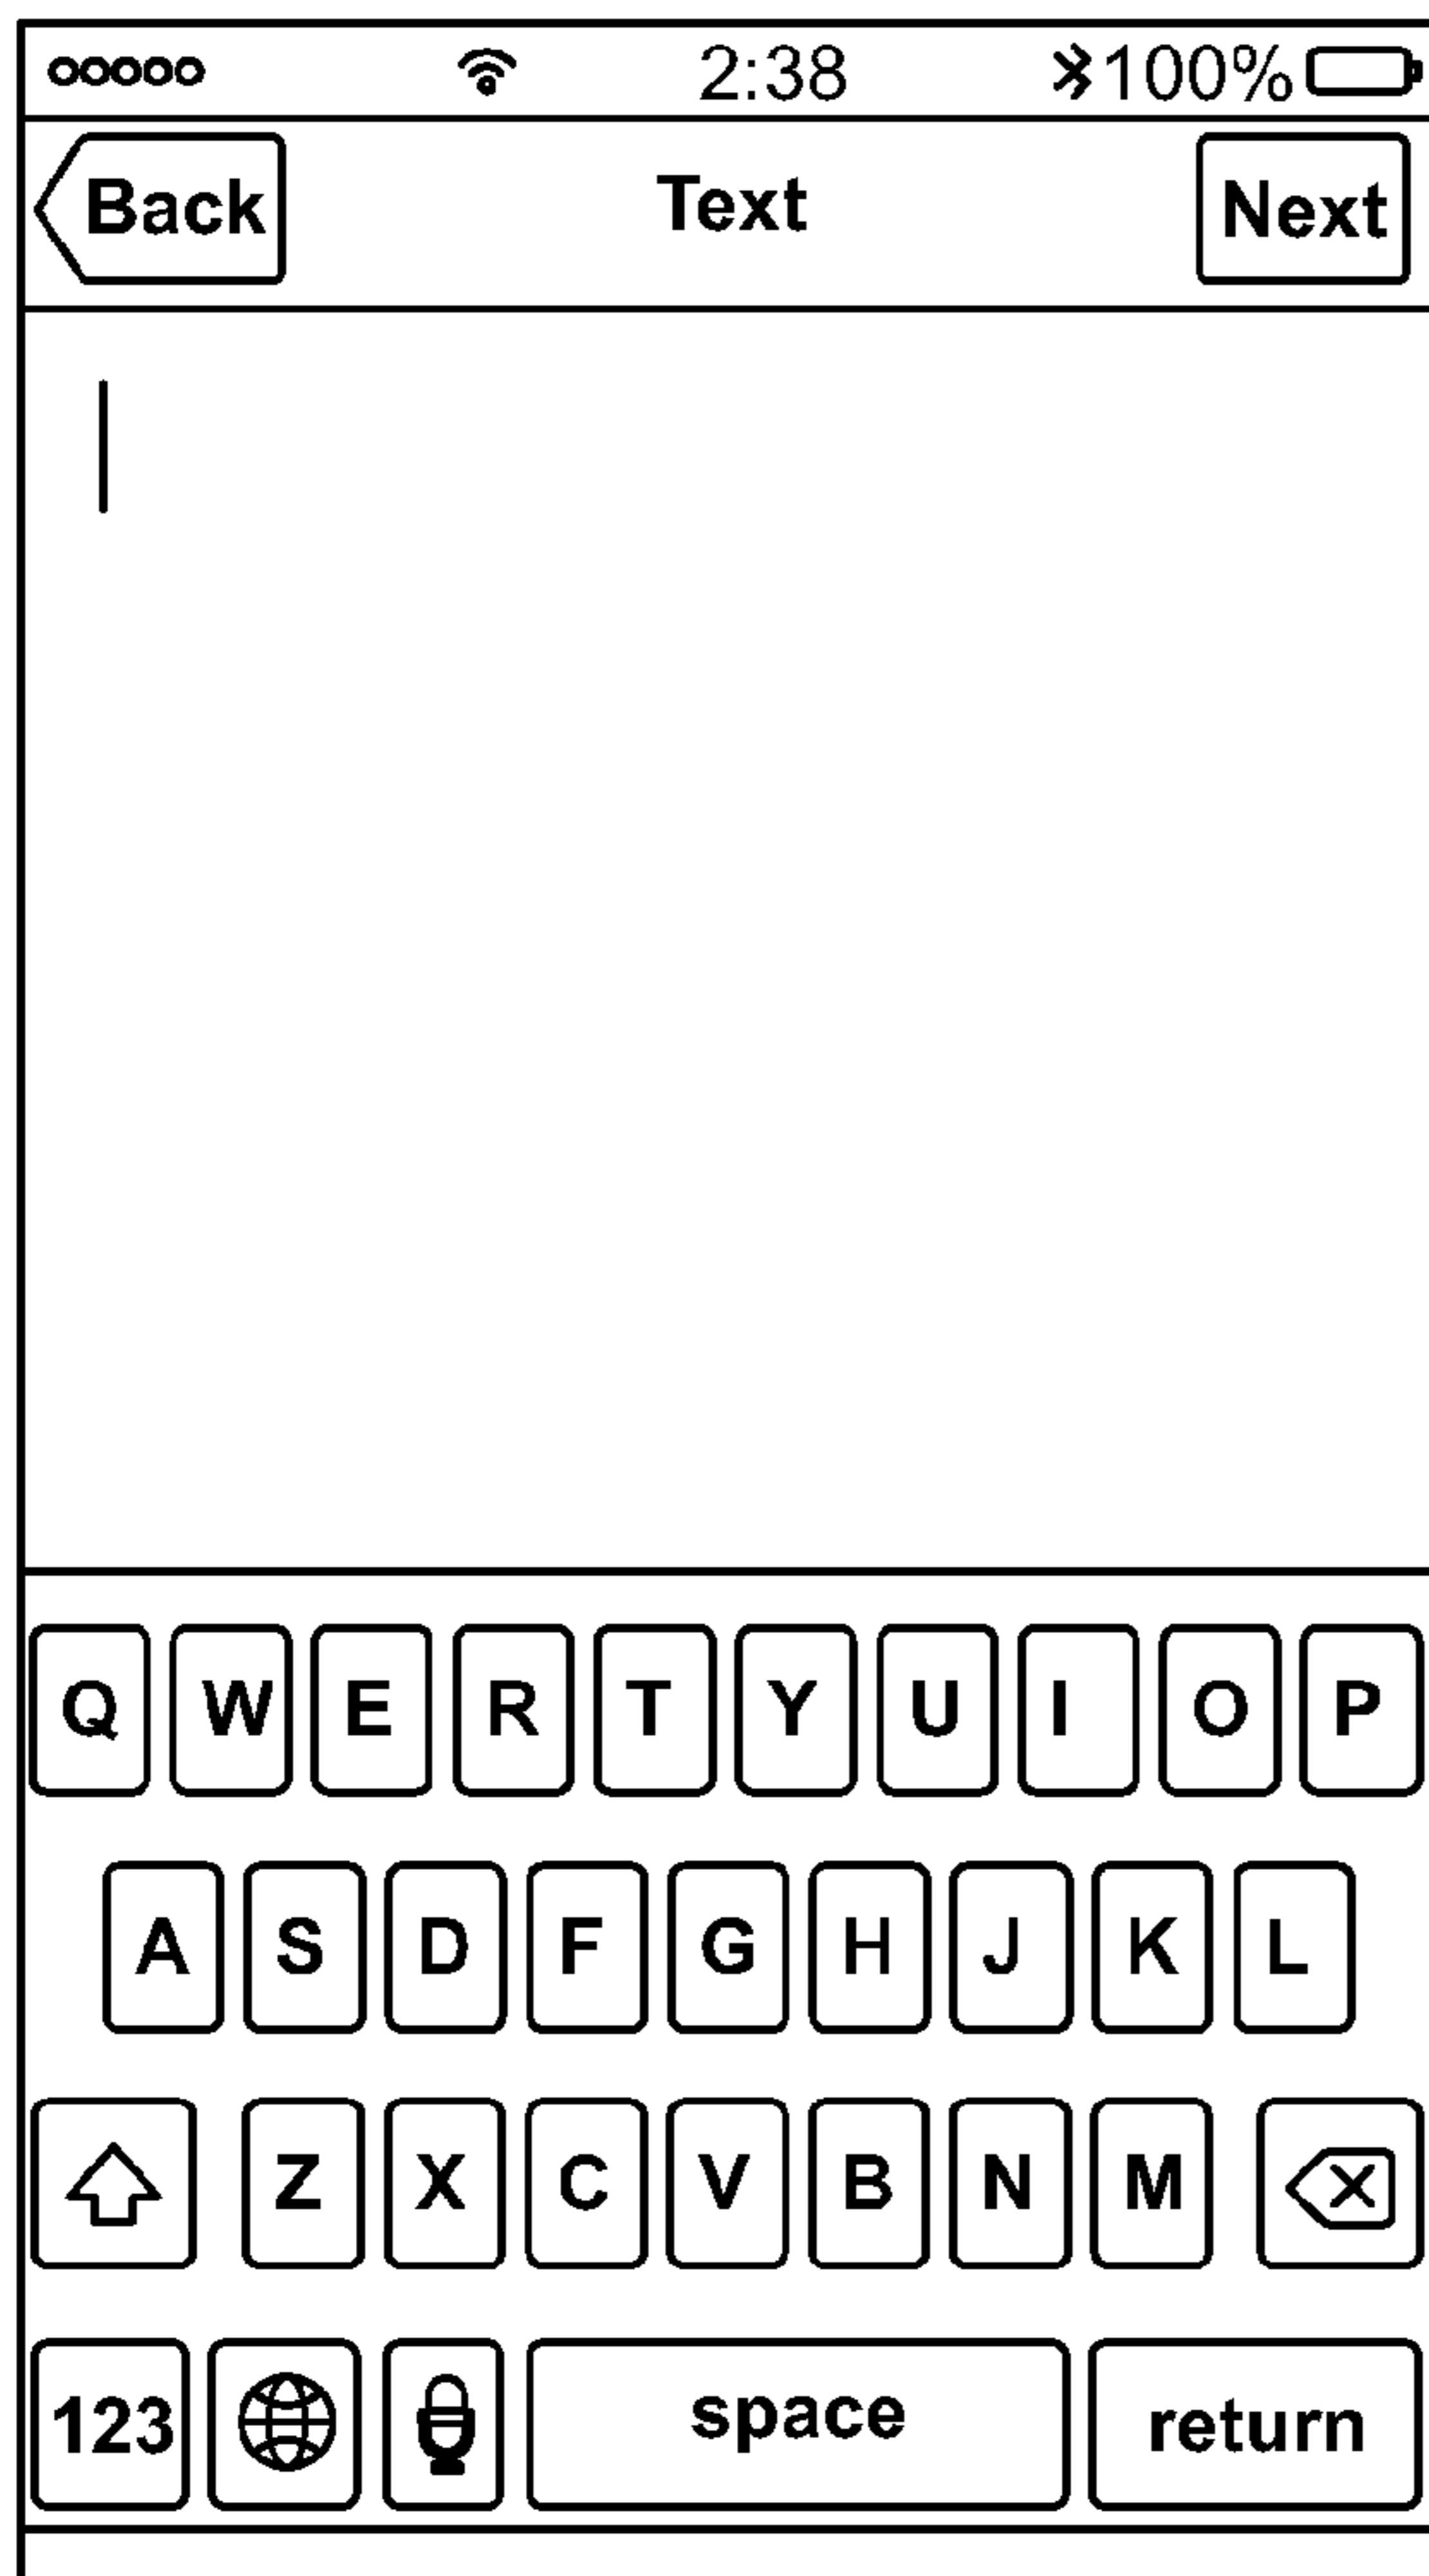 2:38 100%
Back Text Next
Q W E R T Y U I O P
A S D F G H J K L
Z X C V B N M
123 space return